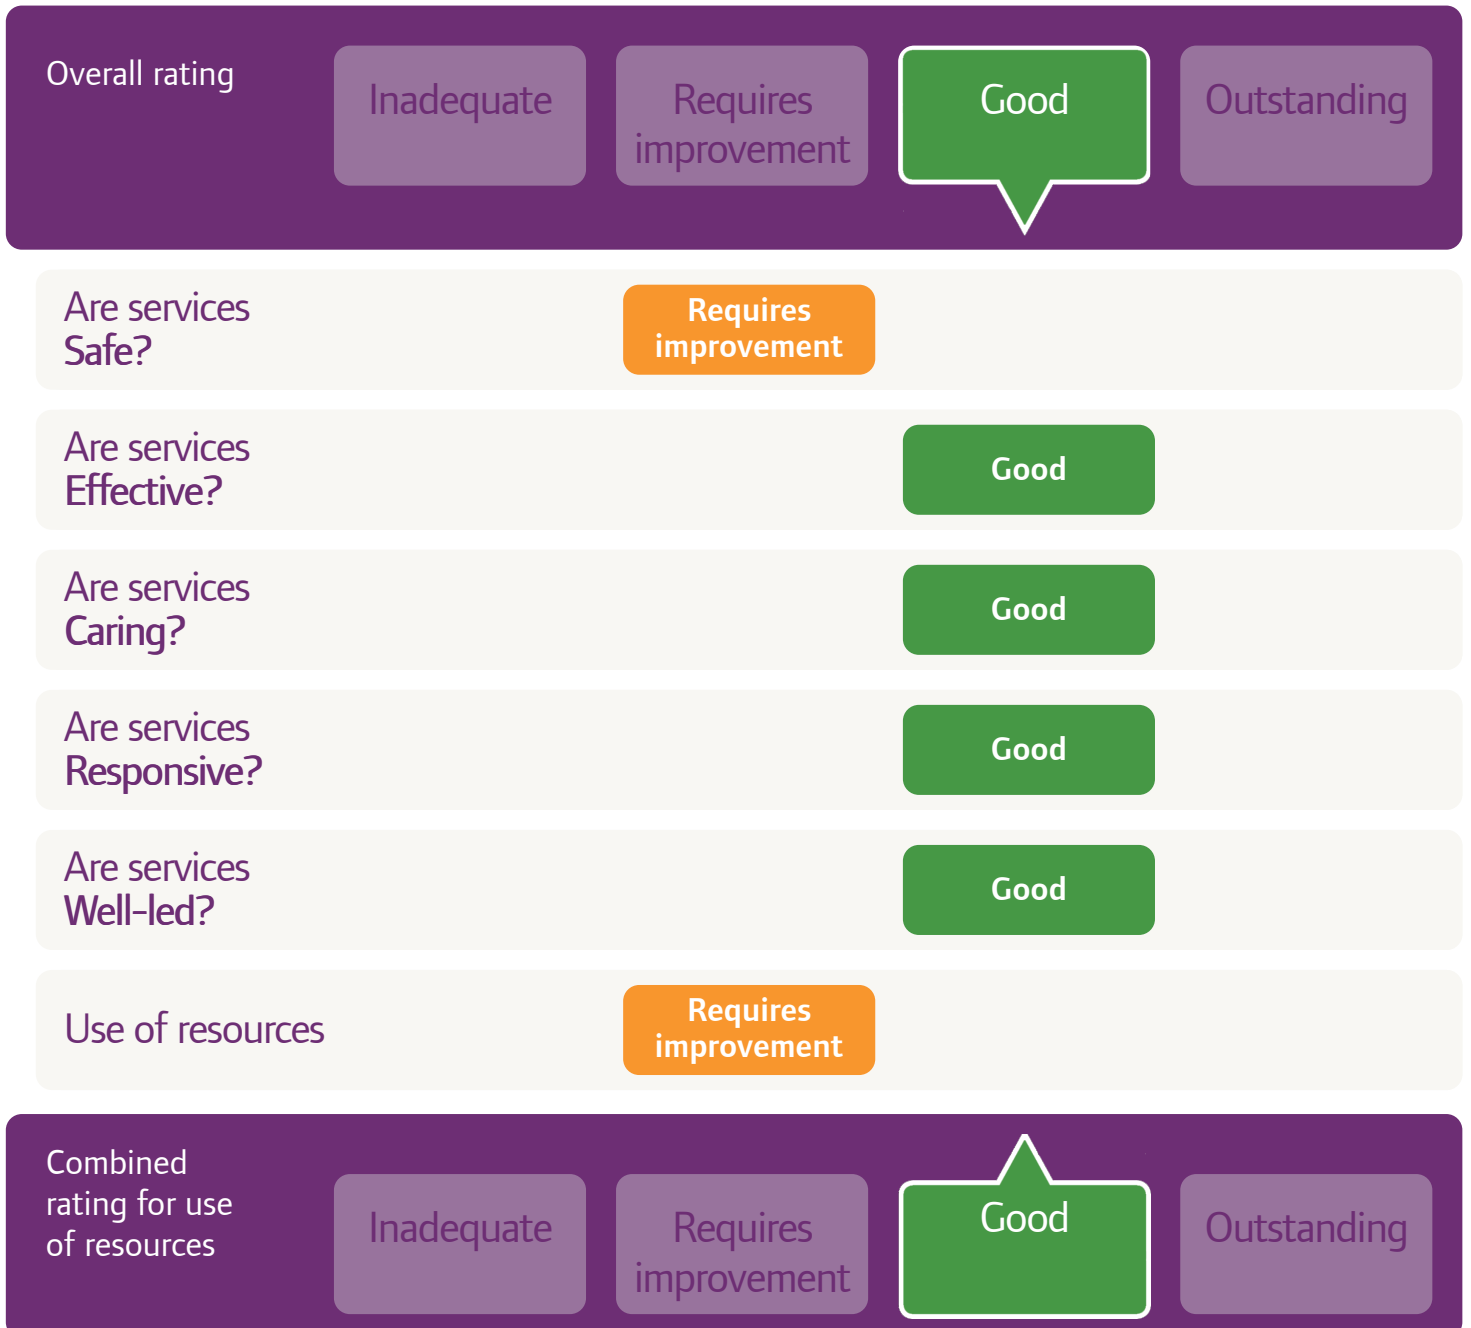 Overall rating
Inadequate
Requires
improvement
Good
Outstanding
Are services
Safe?
Requires
improvement
Are services
Effective?
Good
Are services
Caring?
Good
Are services
Responsive?
Good
Are services
Well-led?
Good
Use of resources
Requires
improvement
Combined
rating for use
of resources
Inadequate
Requires
improvement
Good
Outstanding